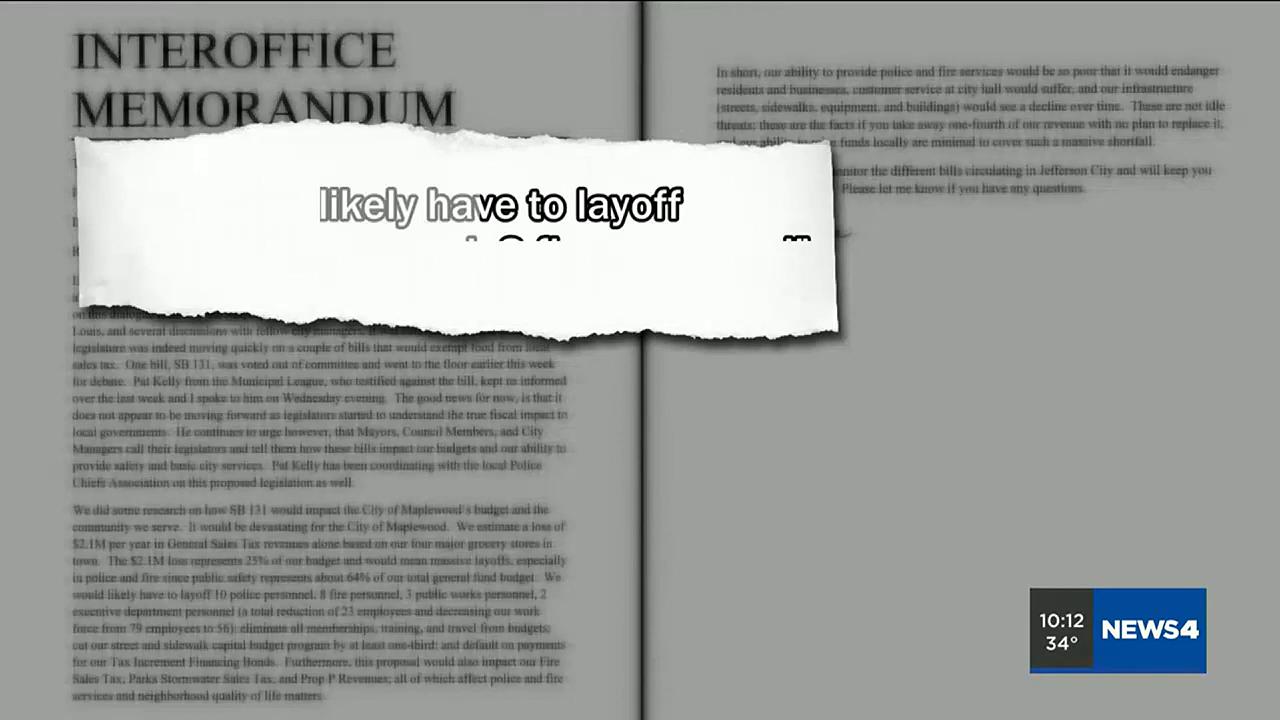 INTEROFFICE
MEMORANDUM
likely have to layoff
on this
Louis, and several discussions with fellow city managers,
legislature was indeed moving quickly on a couple of bills that would exempt food from local
sales tax. One bill, SB 131, was voted out of committee and went to the floor earlier this week
for debate. Pat Kelly from the Municipal League, who testified against the bill, kept me informed
over the last week and I spoke to him on Wednesday evening. The good news for now, is that it
does not appear to be moving forward as legislators started to understand the true fiscal impact to
local governments. He continues to urge however, that Mayors, Council Members, and City
Managers call their legislators and tell them how these bills impact our budgets and our ability to
provide safety and basic city services. Pat Kelly has been coordinating with the local Police
Chiefs Association on this proposed legislation as well.
We did some research on how SB 131 would impact the City of Maplewood's budget and the
community we serve. It would be devastating for the City of Maplewood. We estimate a loss of
$2.1M per year in General Sales Tax revenues alone based on our four major grocery stores in
town. The $2.1M loss represents 25% of our budget and would mean massive layoffs, especially
in police and fire since public safety represents about 64% of our total general fund budget. We
would likely have to layoff 10 police personnel, 8 fire personnel, 3 public works personnel, 2
executive department personnel (a total reduction of 23 employees and decreasing our work
force from 79 employees to 56); eliminate all memberships, training, and travel from budgets;
cut our street and sidewalk capital budget program by at least one-third; and default on payments
for our Tax Increment Financing Bonds. Furthermore, this proposal would also impact our Fire
Sales Tax, Parks Stormwater Sales Tax, and Prop P Revenues; all of which affect police and fire
services and neighborhood quality of life matters.
In short, our ability to provide police and fire services would be so poor that it would endanger
residents and businesses, customer service at city hall would suffer, and our infrastructure
(streets, sidewalks, equipment, and buildings) would see a decline over time. These are not idle
threats; these are the facts if you take away one-fourth of our revenue with no plan to replace it,
funds locally are minimal to cover such a massive shortfall.
the different bills circulating in Jefferson City and will keep you
Please let me know if you have any questions.
10:12
34°
NEWS4